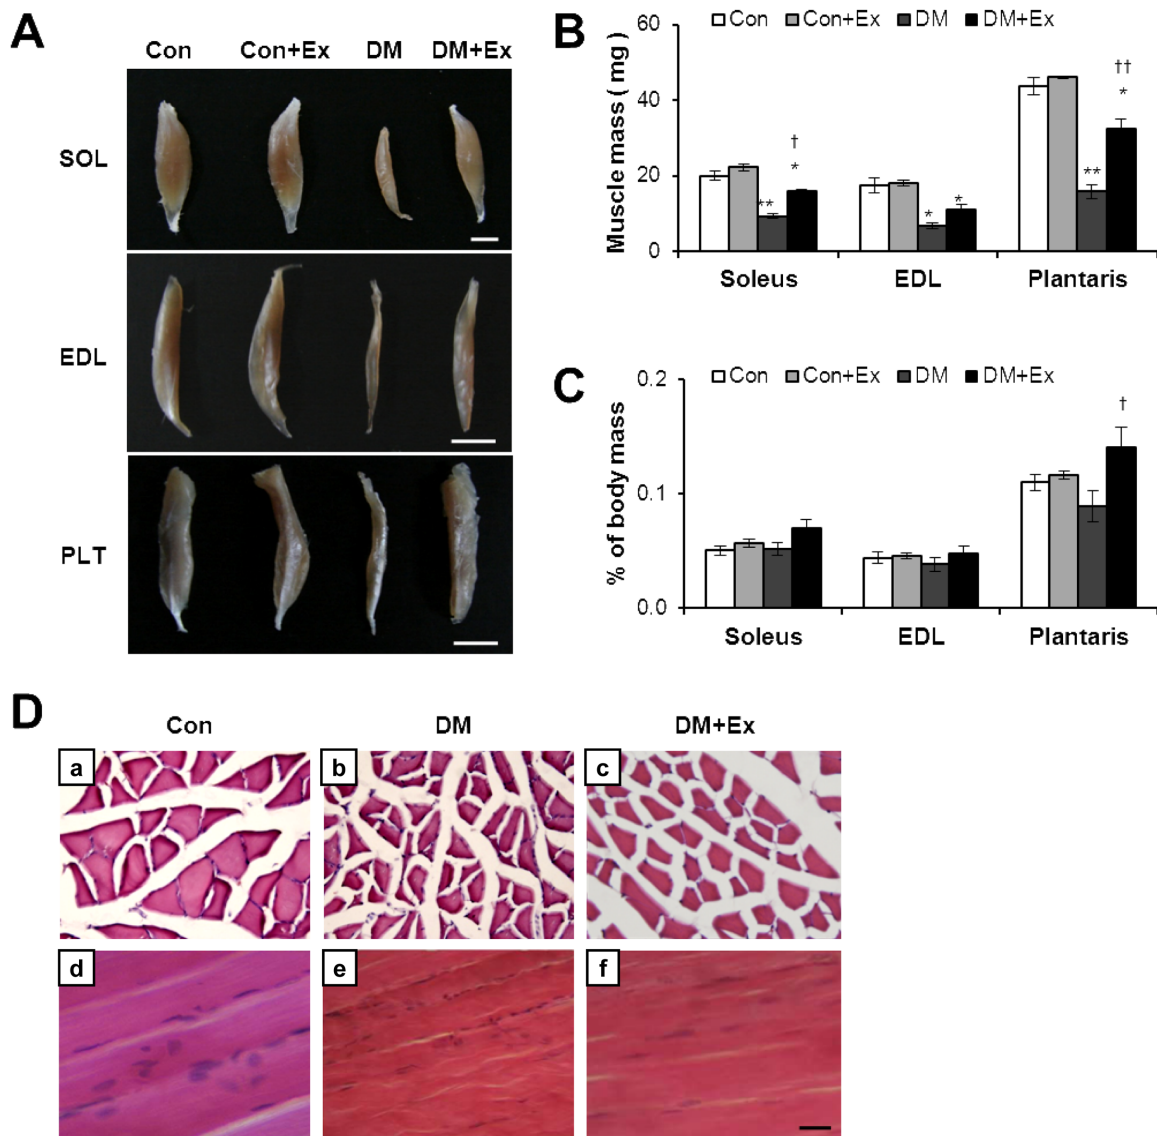 A
Con Con+Ex DM DM+Ex
SOL
EDL
PLT
B
Con Con+Ex DM DM+Ex
Muscle mass ( mg )
60
40
20
0
** * †
* *
** * ††
Soleus EDL Plantaris
C
Con Con+Ex DM DM+Ex
% of body mass
0.2
0.1
0.0
†
Soleus EDL Plantaris
D
Con DM DM+Ex
a b c
d e f